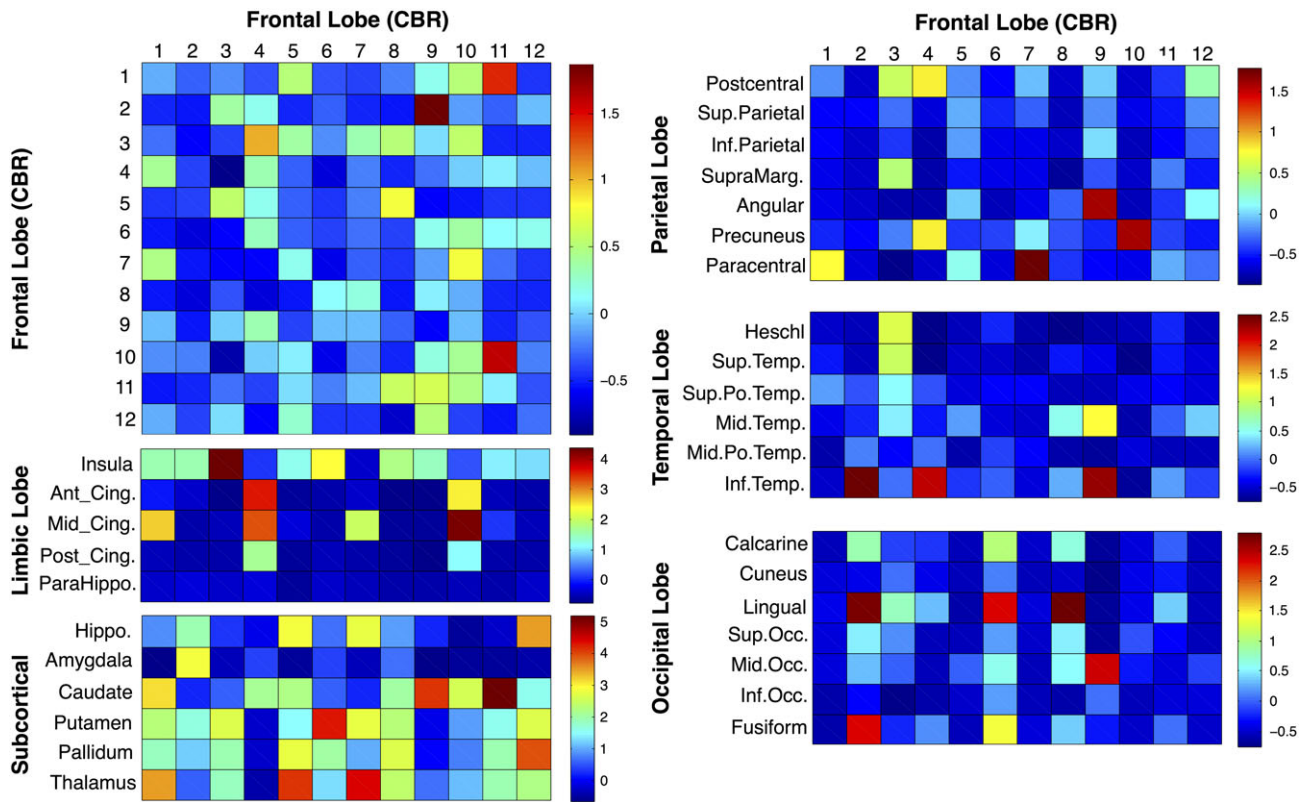 Frontal Lobe (CBR)
1 2 3 4 5 6 7 8 9 10 11 12
Frontal Lobe (CBR)
1
2
3
4
5
6
7
8
9
10
11
12
1.5
1
0.5
0
−0.5
Limbic Lobe
Insula
Ant_Cing.
Mid_Cing.
Post_Cing.
ParaHippo.
4
3
2
1
0
Subcortical
Hippo.
Amygdala
Caudate
Putamen
Pallidum
Thalamus
5
4
3
2
1
0
Frontal Lobe (CBR)
1 2 3 4 5 6 7 8 9 10 11 12
Parietal Lobe
Postcentral
Sup.Parietal
Inf.Parietal
SupraMarg.
Angular
Precuneus
Paracentral
1.5
1
0.5
0
−0.5
Temporal Lobe
Heschl
Sup.Temp.
Sup.Po.Temp.
Mid.Temp.
Mid.Po.Temp.
Inf.Temp.
2.5
2
1.5
1
0.5
0
−0.5
Occipital Lobe
Calcarine
Cuneus
Lingual
Sup.Occ.
Mid.Occ.
Inf.Occ.
Fusiform
2.5
2
1.5
1
0.5
0
−0.5